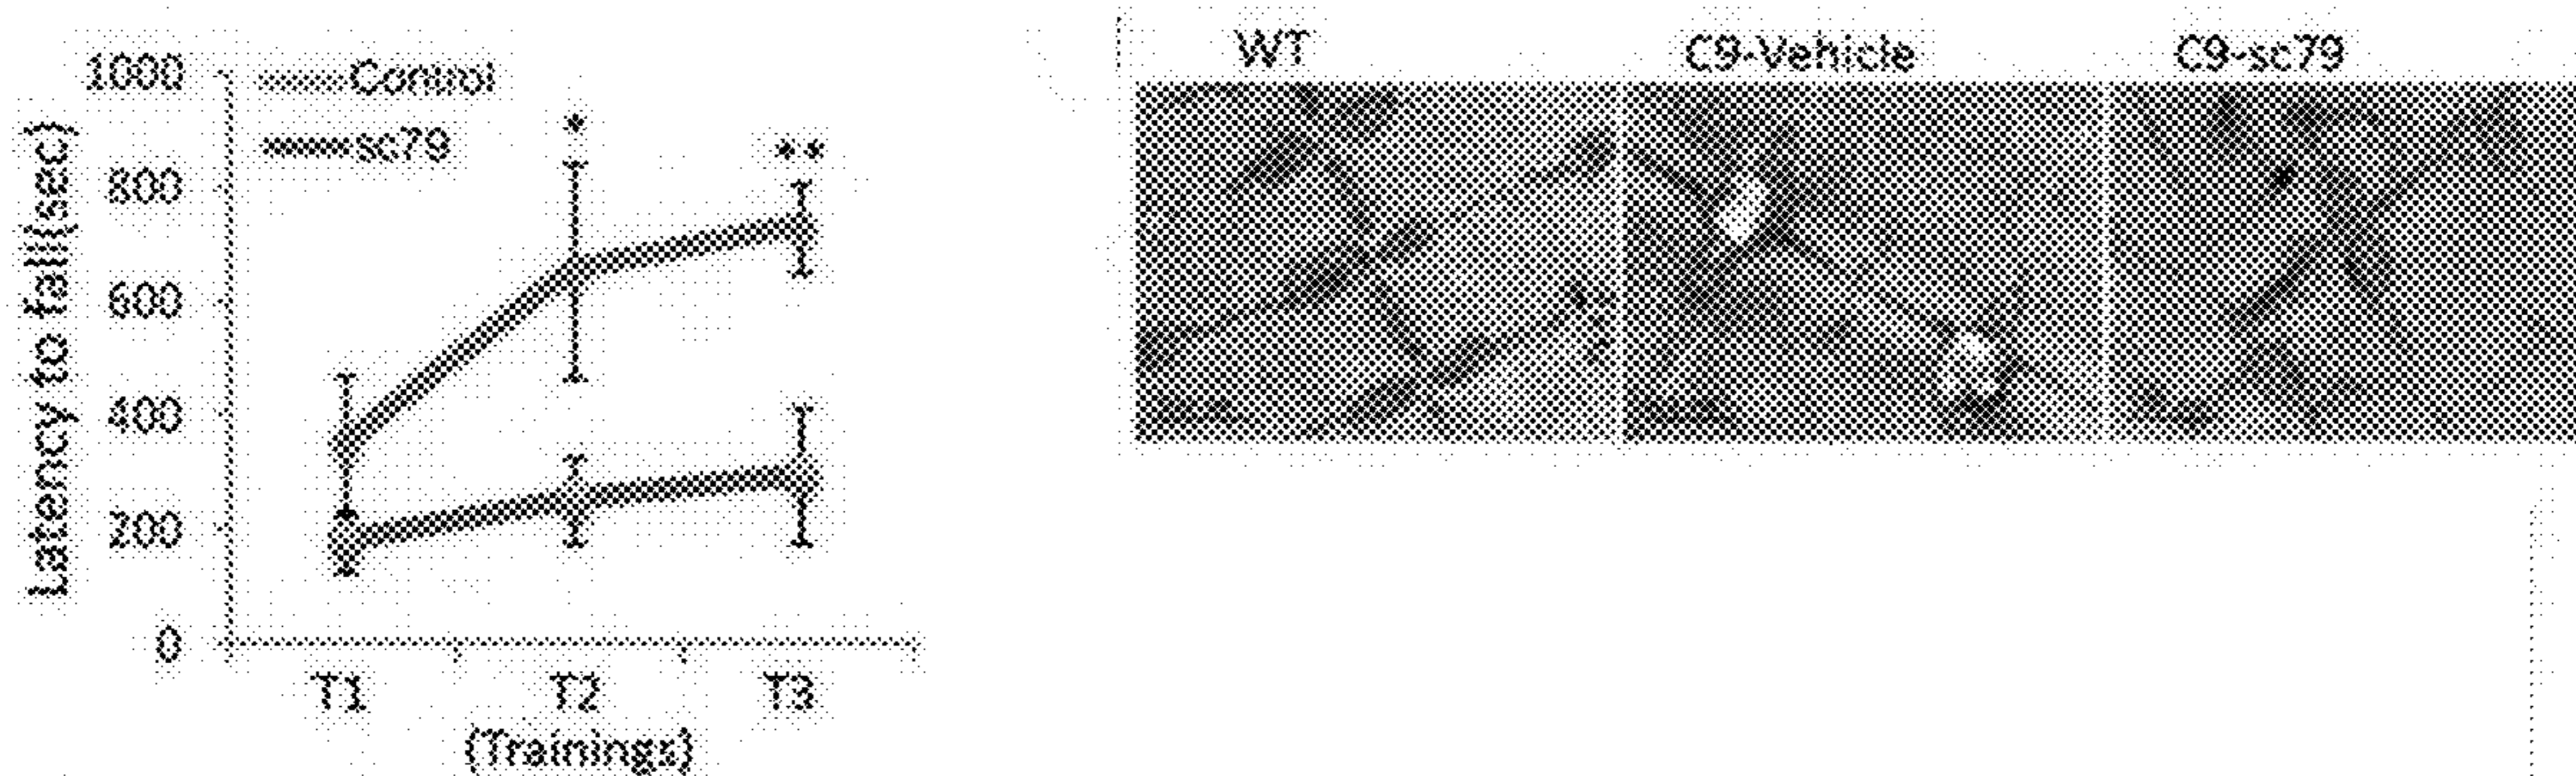 Latency to fall(sec)
1000
800
600
400
200
0
Control
sc79
*
**
T1 T2 T3
(Trainings)
WT C9-Vehicle C9-sc79